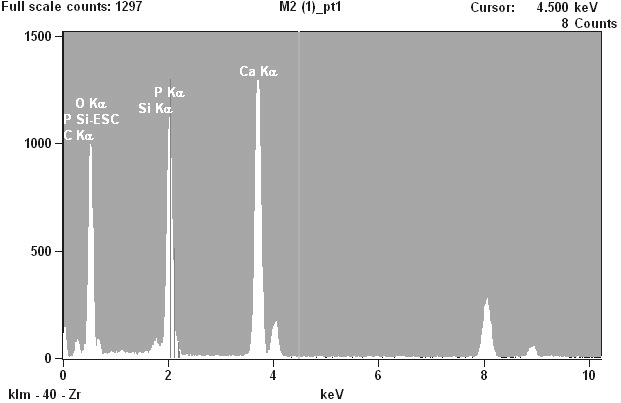 Full scale counts: 1297 M2 (1)_pt1 Cursor: 4.500 keV
8 Counts
1500
Ca Kα
P Kα
O Kα
Si Kα
P Si-ESC
C Kα
1000
500
0
0 2 4 6 8 10
klm - 40 - Zr keV